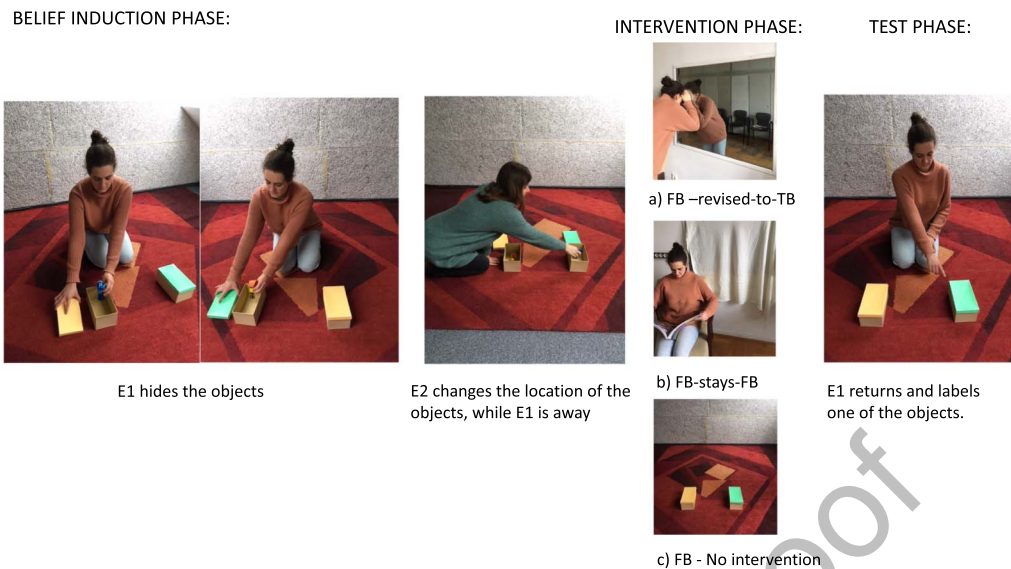 BELIEF INDUCTION PHASE:
INTERVENTION PHASE:
TEST PHASE:
E1 hides the objects
E2 changes the location of the
objects, while E1 is away
a) FB –revised-to-TB
b) FB-stays-FB
c) FB - No intervention
E1 returns and labels
one of the objects.